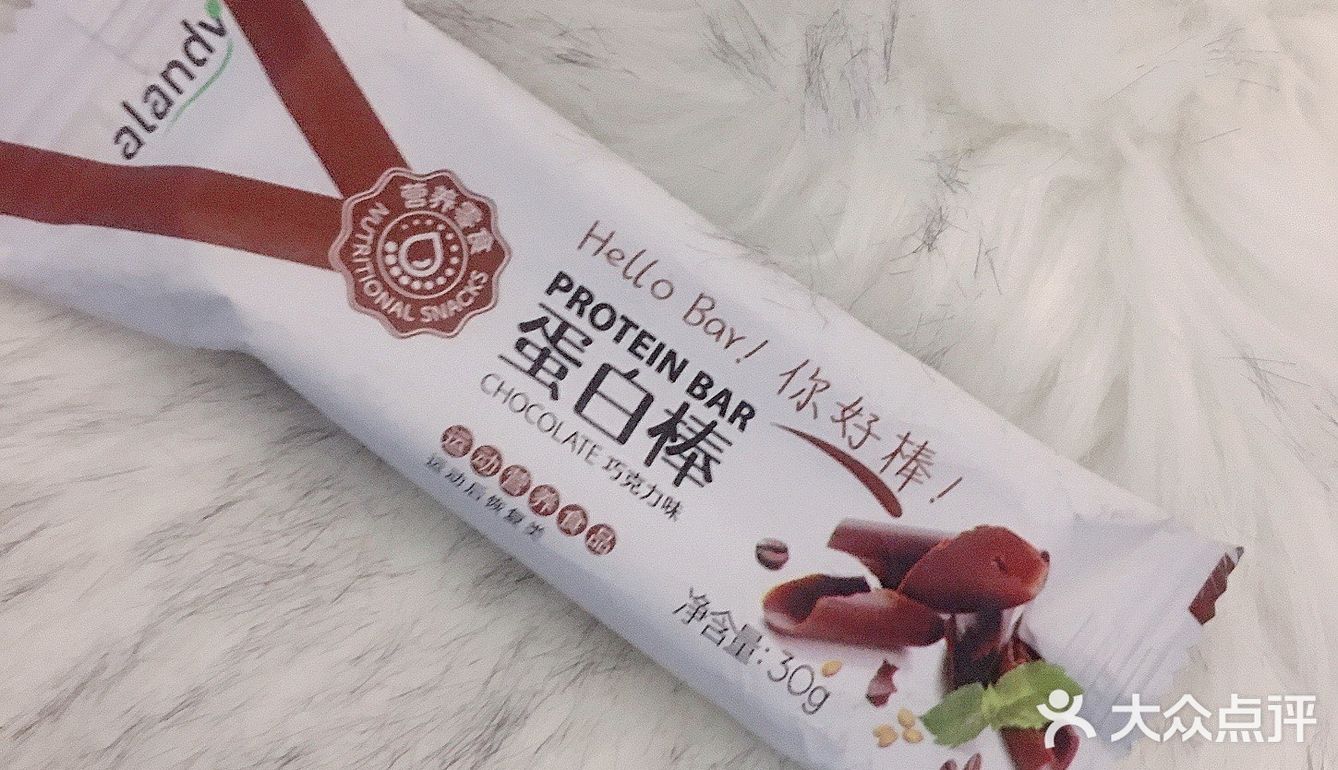 alandv
营养零食
NUTRITIONAL SNACKS
Hello Bar! 你好棒!
PROTEIN BAR
蛋白棒
CHOCOLATE 巧克力味
运动营养食品
运动后恢复类
净含量:30g
大众点评